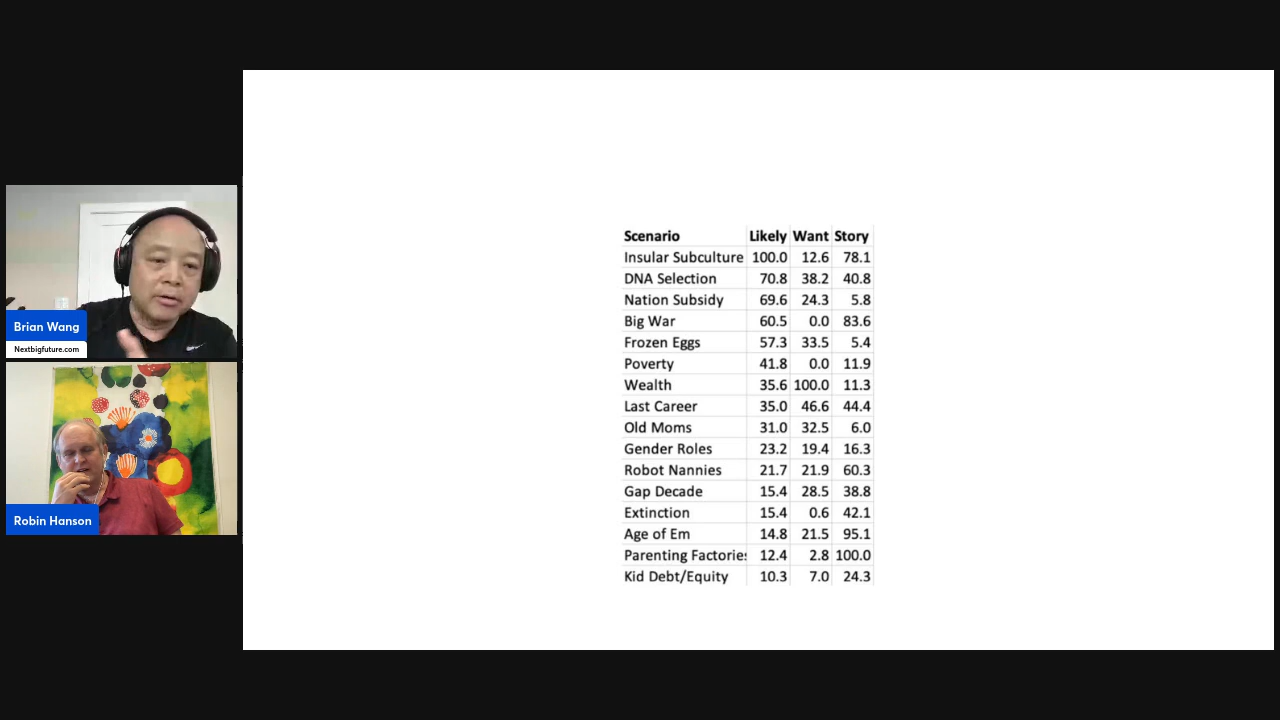 Brian Wang
Nextbigfuture.com
Robin Hanson
Scenario Likely Want Story
Insular Subculture 100.0 12.6 78.1
DNA Selection 70.8 38.2 40.8
Nation Subsidy 69.6 24.3 5.8
Big War 60.5 0.0 83.6
Frozen Eggs 57.3 33.5 5.4
Poverty 41.8 0.0 11.9
Wealth 35.6 100.0 11.3
Last Career 35.0 46.6 44.4
Old Moms 31.0 32.5 6.0
Gender Roles 23.2 19.4 16.3
Robot Nannies 21.7 21.9 60.3
Gap Decade 15.4 28.5 38.8
Extinction 15.4 0.6 42.1
Age of Em 14.8 21.5 95.1
Parenting Factories 12.4 2.8 100.0
Kid Debt/Equity 10.3 7.0 24.3